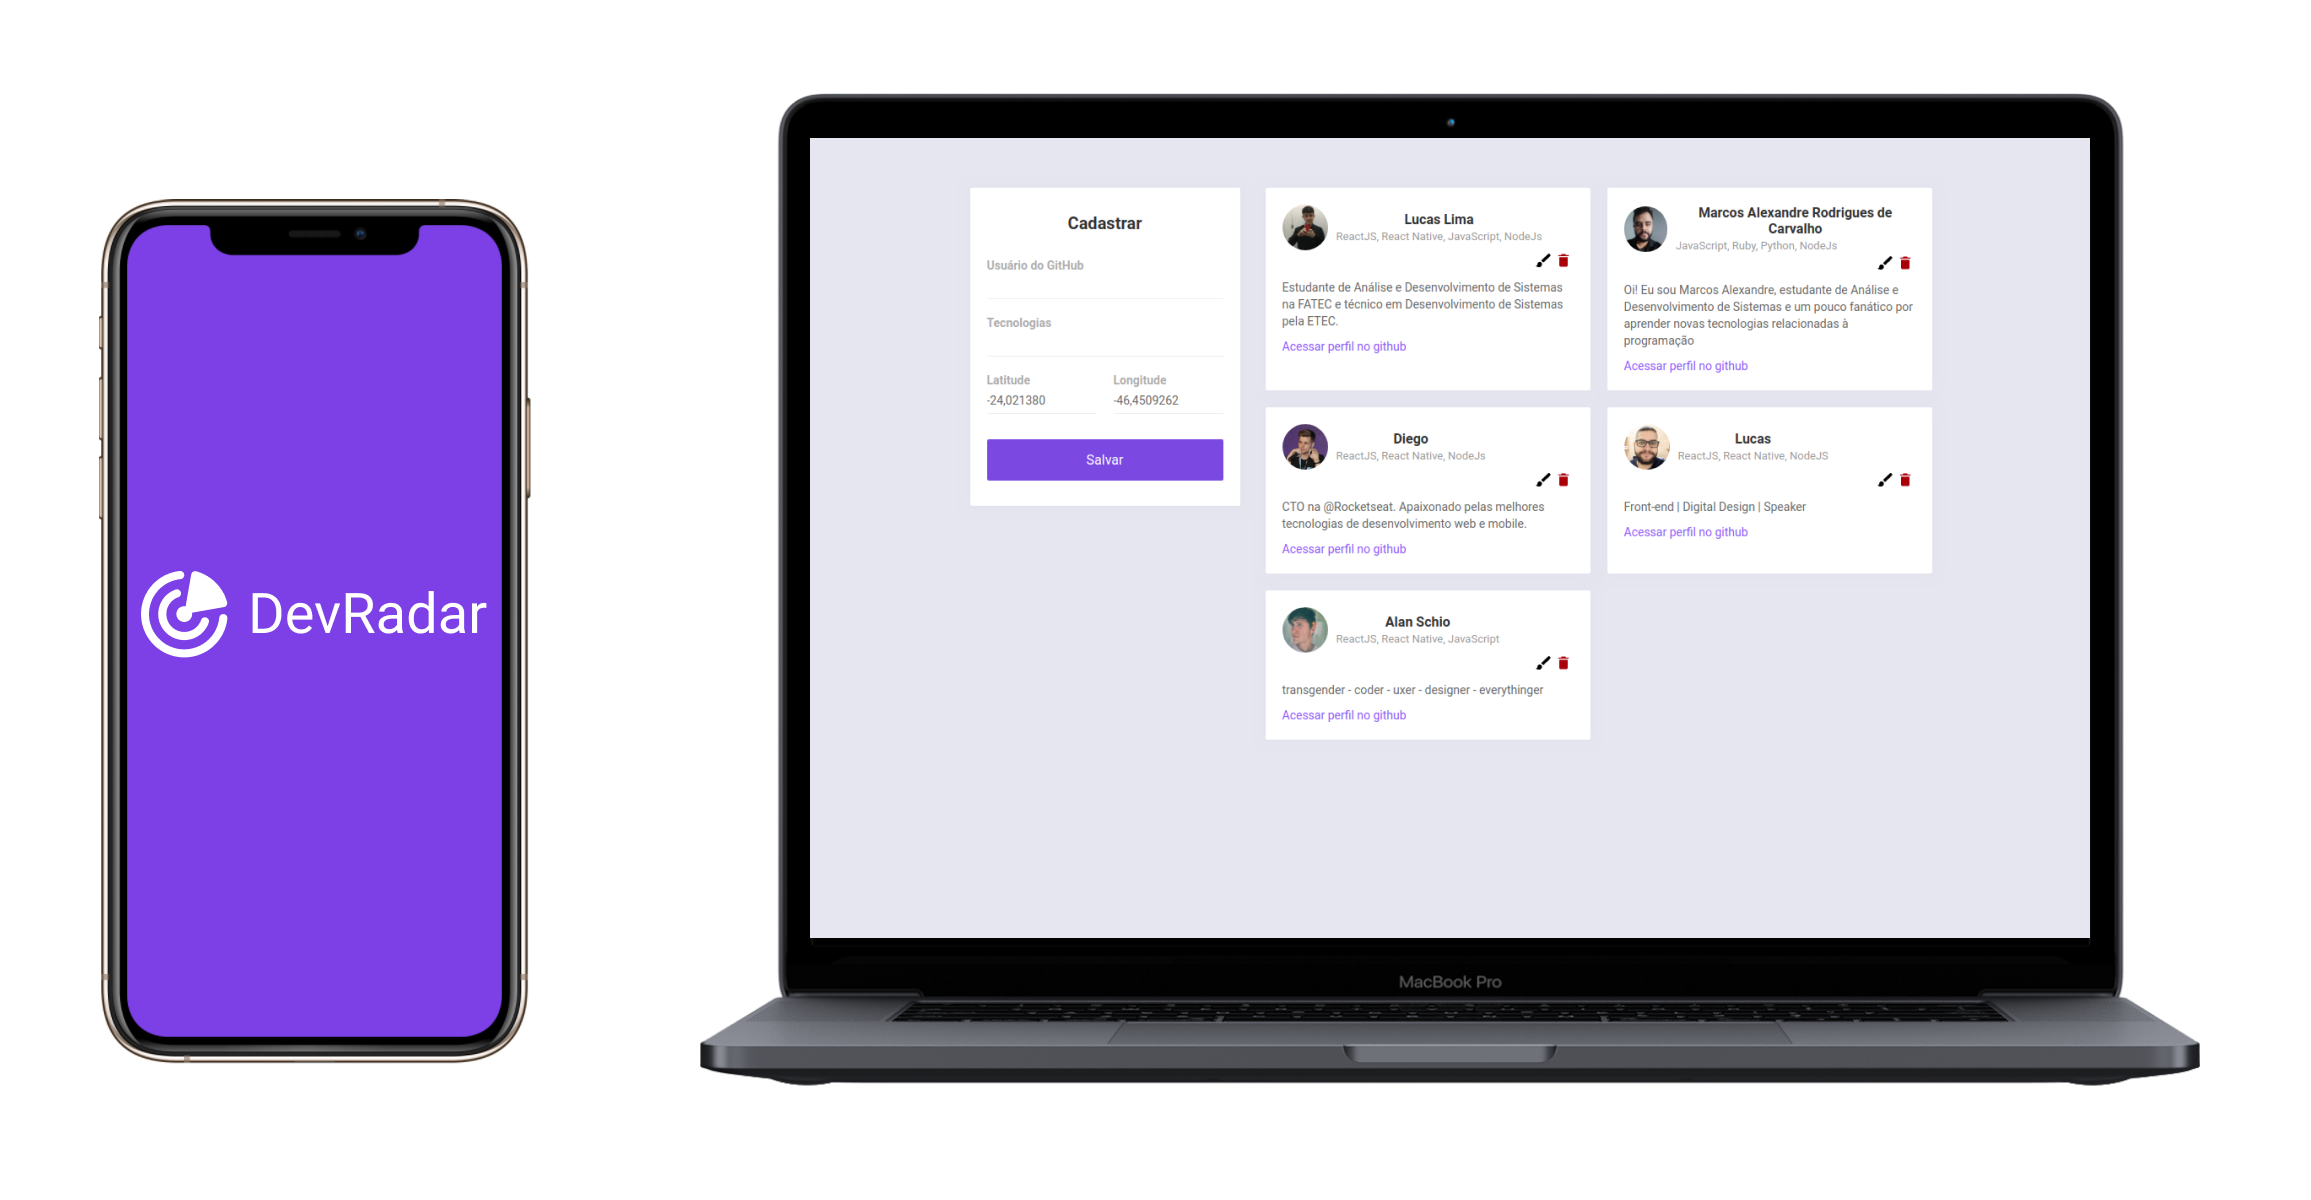 DevRadar
Cadastrar
Usuário do GitHub
Tecnologias
Latitude
Longitude
-24,021380
-46,4509262
Salvar
Lucas Lima
ReactJS, React Native, JavaScript, NodeJs
Estudante de Análise e Desenvolvimento de Sistemas
na FATEC e técnico em Desenvolvimento de Sistemas
pela ETEC.
Acessar perfil no github
Marcos Alexandre Rodrigues de
Carvalho
JavaScript, Ruby, Python, NodeJs
Oi! Eu sou Marcos Alexandre, estudante de Análise e
Desenvolvimento de Sistemas e um pouco fanático por
aprender novas tecnologias relacionadas à
programação
Acessar perfil no github
Diego
ReactJS, React Native, NodeJs
CTO na @Rocketseat. Apaixonado pelas melhores
tecnologias de desenvolvimento web e mobile.
Acessar perfil no github
Lucas
ReactJS, React Native, NodeJS
Front-end | Digital Design | Speaker
Acessar perfil no github
Alan Schio
ReactJS, React Native, JavaScript
transgender - coder - uxer - designer - everythinger
Acessar perfil no github
MacBook Pro